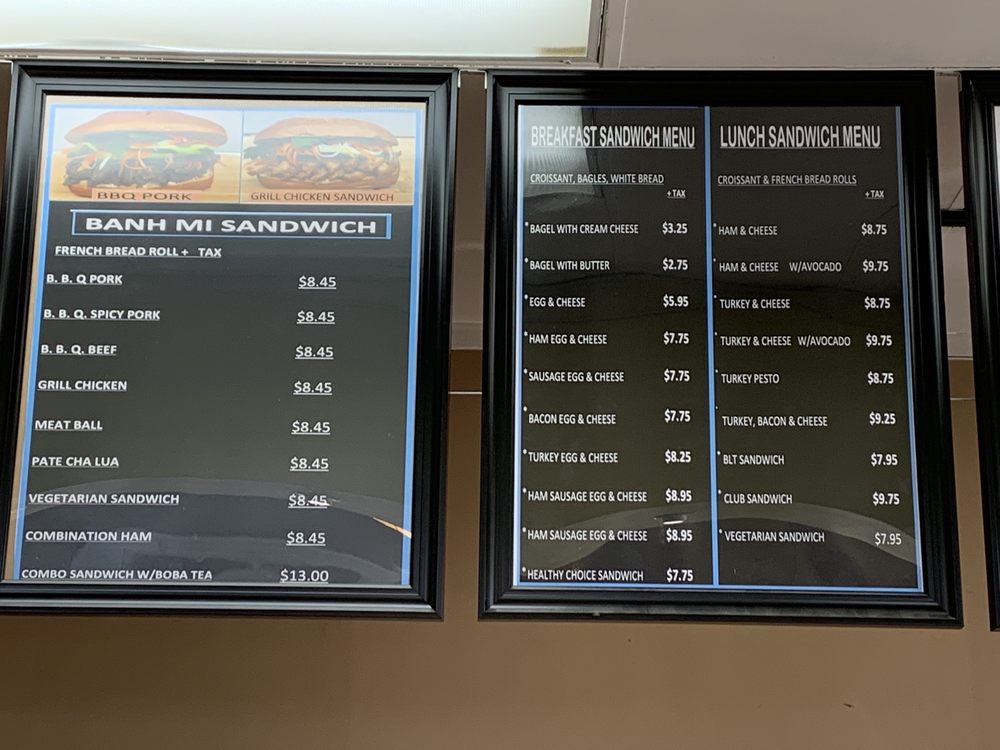 BBQ PORK
GRILL CHICKEN SANDWICH
BANH MI SANDWICH
FRENCH BREAD ROLL + TAX
B. B. Q PORK $8.45
B. B. Q. SPICY PORK $8.45
B. B. Q. BEEF $8.45
GRILL CHICKEN $8.45
MEAT BALL $8.45
PATE CHA LUA $8.45
VEGETARIAN SANDWICH $8.45
COMBINATION HAM $8.45
COMBO SANDWICH W/BOBA TEA $13.00
BREAKFAST SANDWICH MENU
CROISSANT, BAGLES, WHITE BREAD
+ TAX
* BAGEL WITH CREAM CHEESE $3.25
* BAGEL WITH BUTTER $2.75
* EGG & CHEESE $5.95
* HAM EGG & CHEESE $7.75
* SAUSAGE EGG & CHEESE $7.75
* BACON EGG & CHEESE $7.75
* TURKEY EGG & CHEESE $8.25
* HAM SAUSAGE EGG & CHEESE $8.95
* HAM SAUSAGE EGG & CHEESE $8.95
* HEALTHY CHOICE SANDWICH $7.75
LUNCH SANDWICH MENU
CROISSANT & FRENCH BREAD ROLLS
+ TAX
* HAM & CHEESE $8.75
* HAM & CHEESE W/AVOCADO $9.75
* TURKEY & CHEESE $8.75
* TURKEY & CHEESE W/AVOCADO $9.75
* TURKEY PESTO $8.75
* TURKEY, BACON & CHEESE $9.25
* BLT SANDWICH $7.95
* CLUB SANDWICH $9.75
* VEGETARIAN SANDWICH $7.95